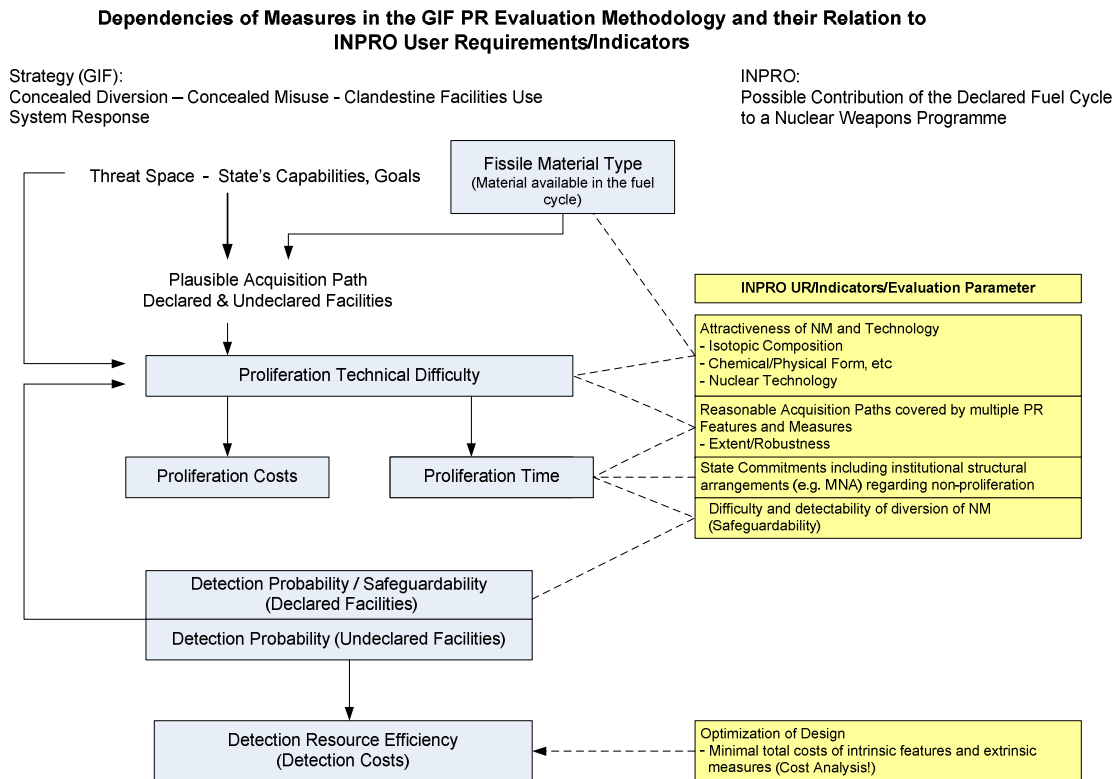 Dependencies of Measures in the GIF PR Evaluation Methodology and their Relation to
INPRO User Requirements/Indicators
Strategy (GIF):
Concealed Diversion – Concealed Misuse - Clandestine Facilities Use
System Response
INPRO:
Possible Contribution of the Declared Fuel Cycle
to a Nuclear Weapons Programme
Threat Space - State's Capabilities, Goals
Fissile Material Type
(Material available in the fuel
cycle)
Plausible Acquisition Path
Declared & Undeclared Facilities
Proliferation Technical Difficulty
Proliferation Costs
Proliferation Time
Detection Probability / Safeguardability
(Declared Facilities)
Detection Probability (Undeclared Facilities)
Detection Resource Efficiency
(Detection Costs)
INPRO UR/Indicators/Evaluation Parameter
Attractiveness of NM and Technology
- Isotopic Composition
- Chemical/Physical Form, etc
- Nuclear Technology
Reasonable Acquisition Paths covered by multiple PR
Features and Measures
- Extent/Robustness
State Commitments including institutional structural
arrangements (e.g. MNA) regarding non-proliferation
Difficulty and detectability of diversion of NM
(Safeguardability)
Optimization of Design
- Minimal total costs of intrinsic features and extrinsic
measures (Cost Analysis!)